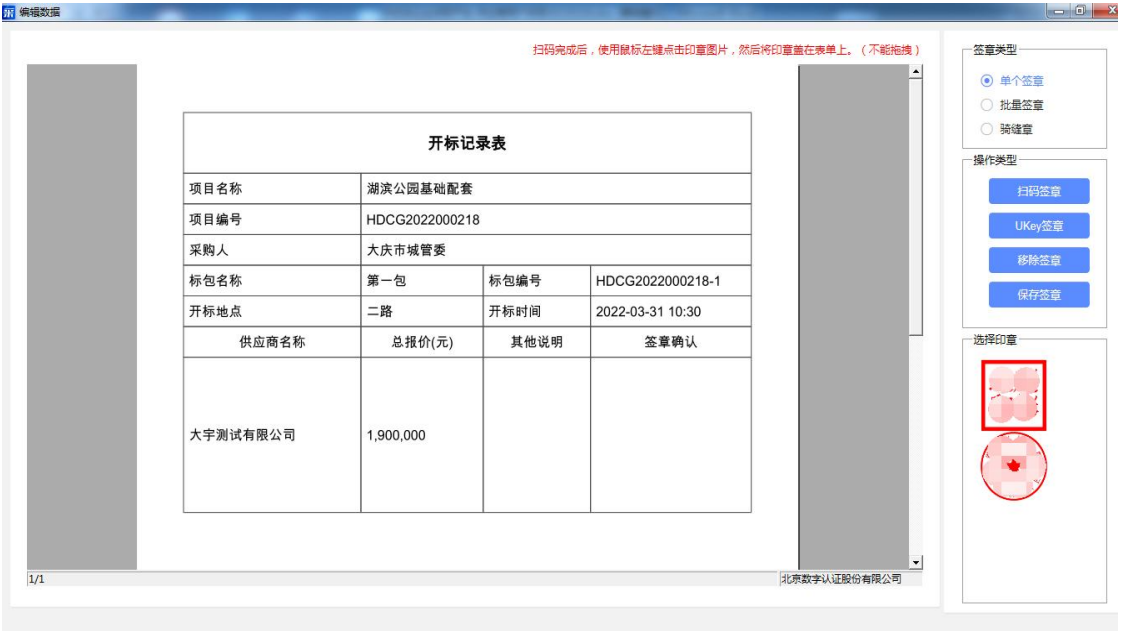 编辑数据
扫码完成后，使用鼠标左键点击印章图片，然后将印章盖在表单上。（不能拖拽）
开标记录表
项目名称 湖滨公园基础配套
项目编号 HDCG2022000218
采购人 大庆市城管委
标包名称 第一包 标包编号 HDCG2022000218-1
开标地点 二路 开标时间 2022-03-31 10:30
供应商名称 总报价(元) 其他说明 签章确认
大宇测试有限公司 1,900,000
1/1 北京数字认证股份有限公司
签章类型
单个签章
批量签章
骑缝章
操作类型
扫码签章
UKey签章
移除签章
保存签章
选择印章